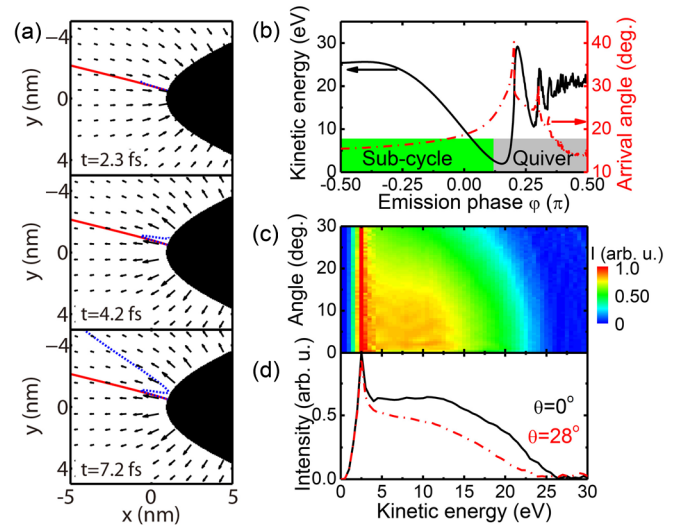 (a)
−4
0
4
y (nm)
t=2.3 fs
−4
0
4
y (nm)
t=4.2 fs
−4
0
4
y (nm)
t=7.2 fs
-5 0 5
x (nm)
(b)
Kinetic energy (eV)
30
20
10
0
45
40
35
30
25
20
15
10
Arrival angle (deg.)
Sub-cycle Quiver
-0.50 -0.25 0.00 0.25 0.50
Emission phase φ (π)
(c)
Angle (deg.)
30
20
10
0
I (arb. u.)
1.0
0.50
0
(d)
Intensity (arb. u.)
0.5
0.0
θ=0°
θ=28°
0 5 10 15 20 25 30
Kinetic energy (eV)